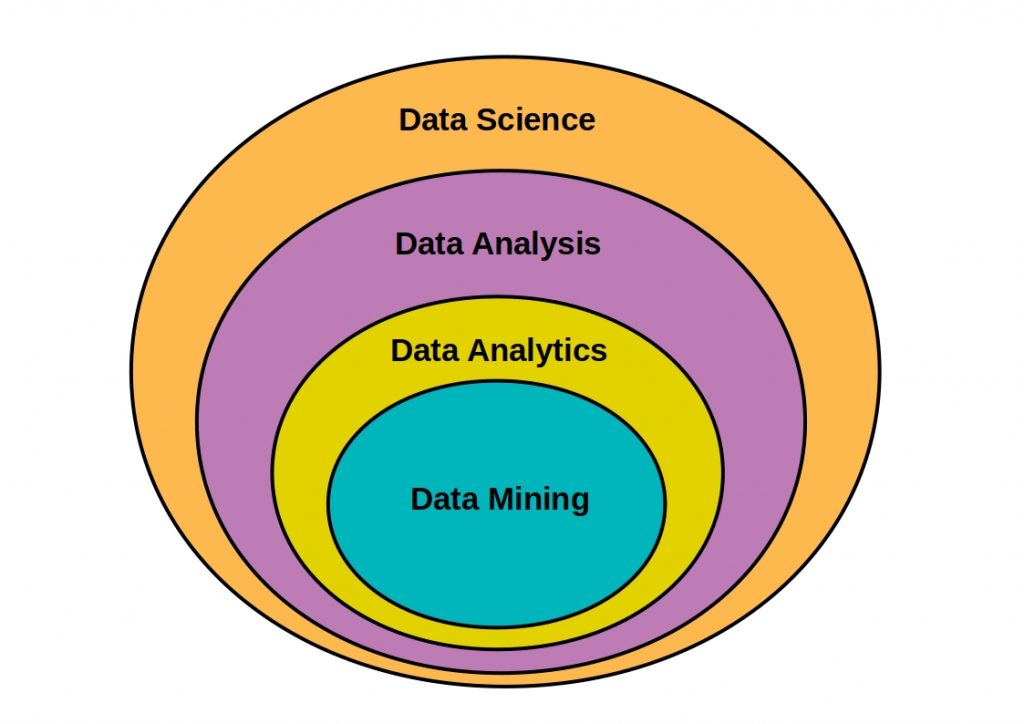 Data Science
Data Analysis
Data Analytics
Data Mining